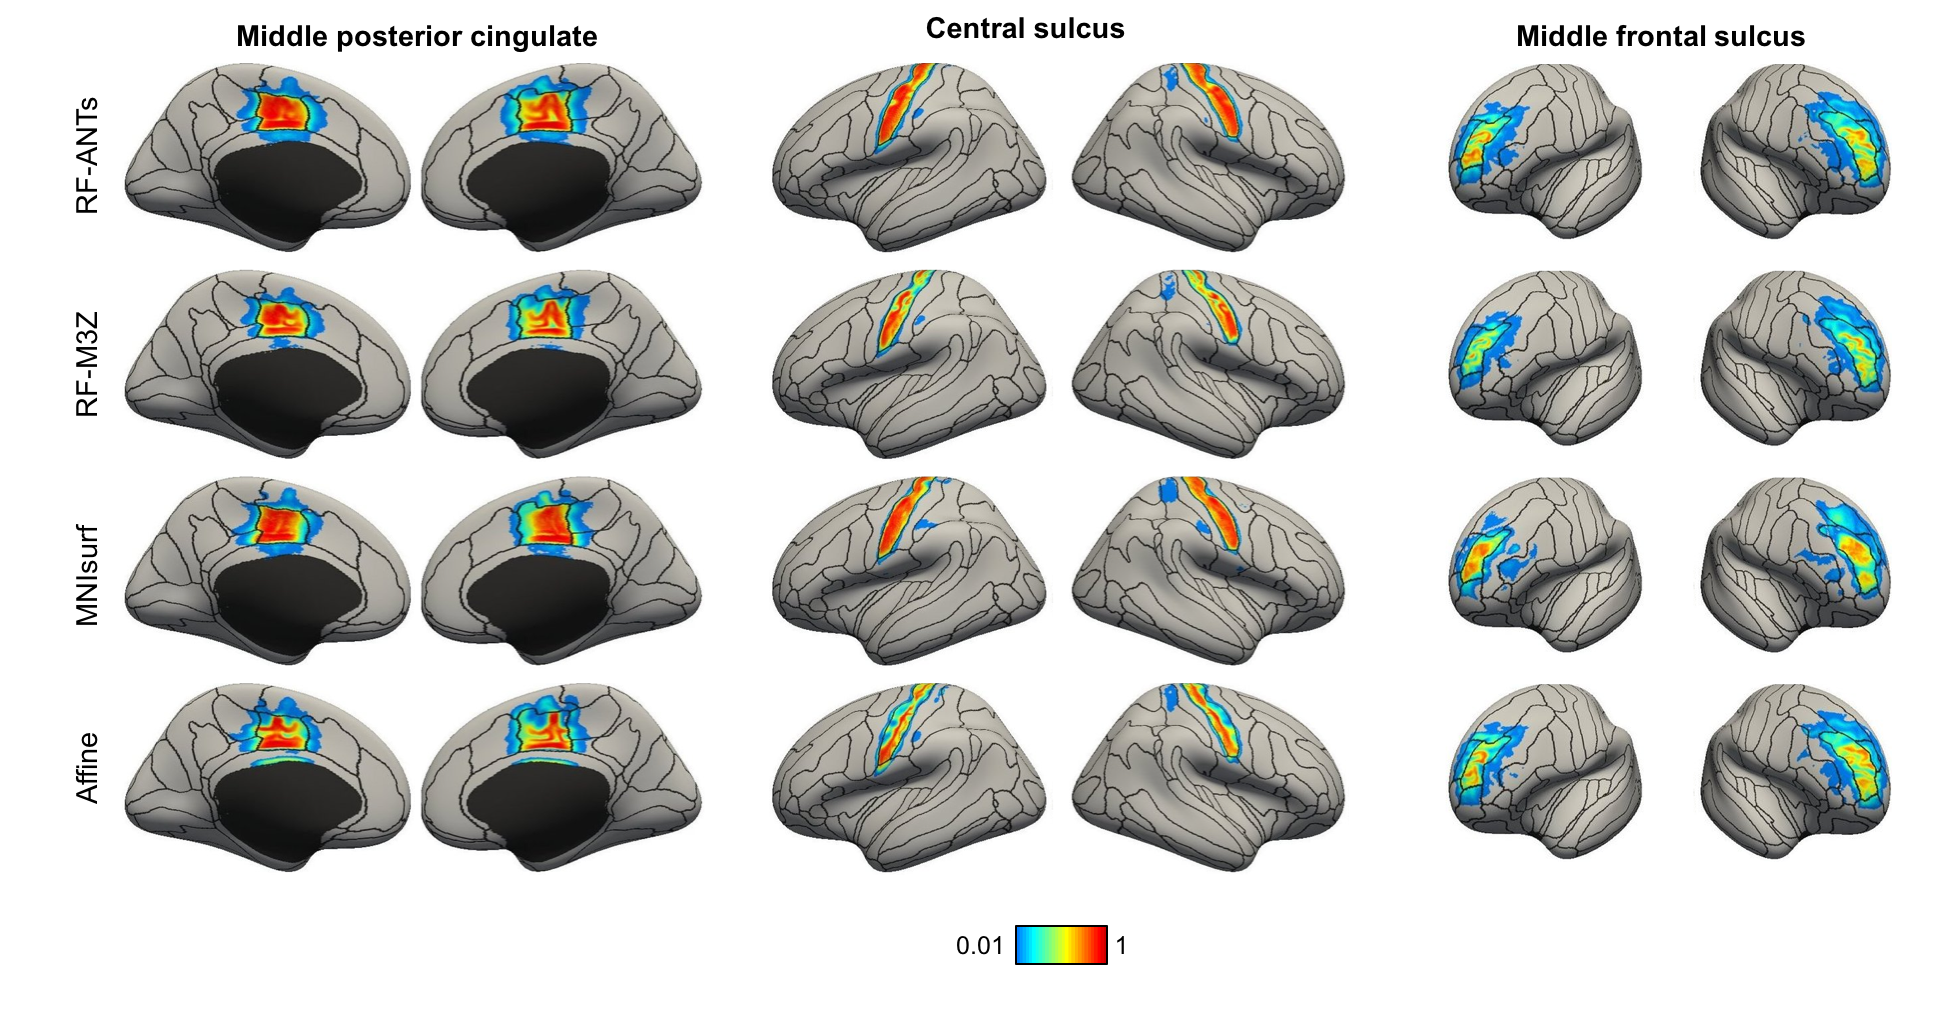 Middle posterior cingulate
Central sulcus
Middle frontal sulcus
RF-ANTs
RF-M3Z
MNIsurf
Affine
0.01
1